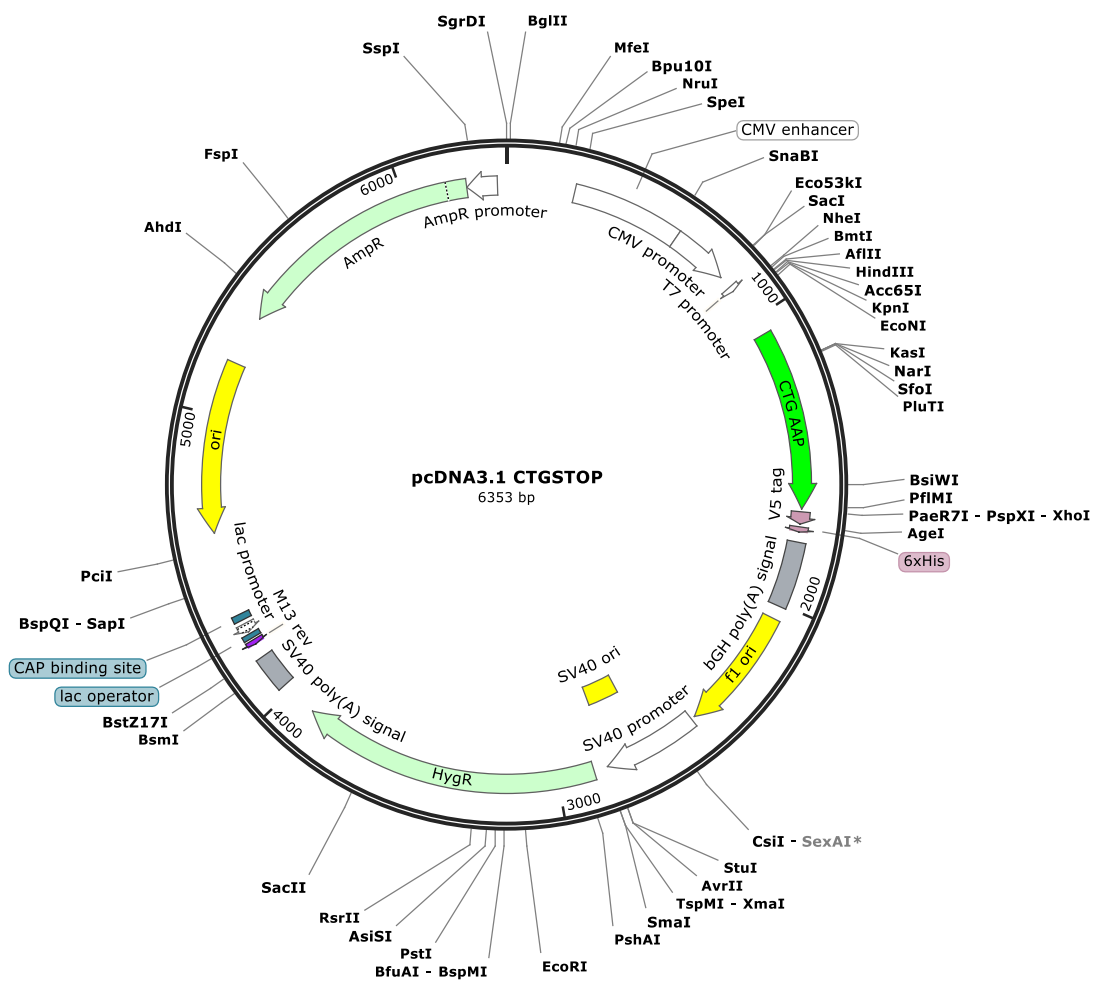 SgrDI
BglII
SspI
MfeI
Bpu10I
NruI
SpeI
CMV enhancer
SnaBI
FspI
Eco53kI
SacI
NheI
BmtI
AflII
HindIII
Acc65I
KpnI
EcoNI
AhdI
6000
AmpR promoter
AmpR
CMV promoter
T7 promoter
1000
KasI
NarI
SfoI
PluTI
CTG AAP
5000
ori
pcDNA3.1 CTGSTOP
6353 bp
V5 tag
BsiWI
PflMI
PaeR7I - PspXI - XhoI
AgeI
6xHis
bGH poly(A) signal
2000
lac promoter
M13 rev
PciI
BspQI - SapI
CAP binding site
lac operator
BstZ17I
BsmI
SV40 poly(A) signal
4000
SV40 ori
f1 ori
SV40 promoter
HygR
3000
CsiI - SexAI*
StuI
AvrII
TspMI - XmaI
SmaI
PshAI
EcoRI
SacII
RsrII
AsiSI
PstI
BfuAI - BspMI